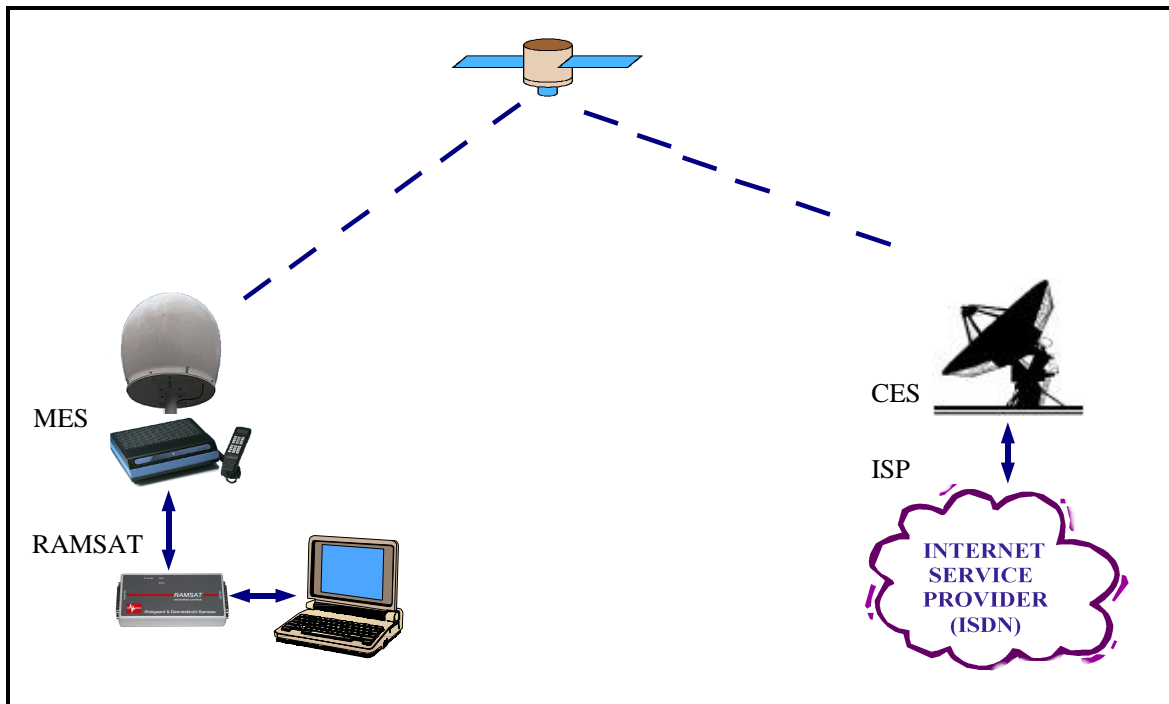 MES
RAMSAT
RAMSAT
CES
ISP
INTERNET
SERVICE
PROVIDER
(ISDN)